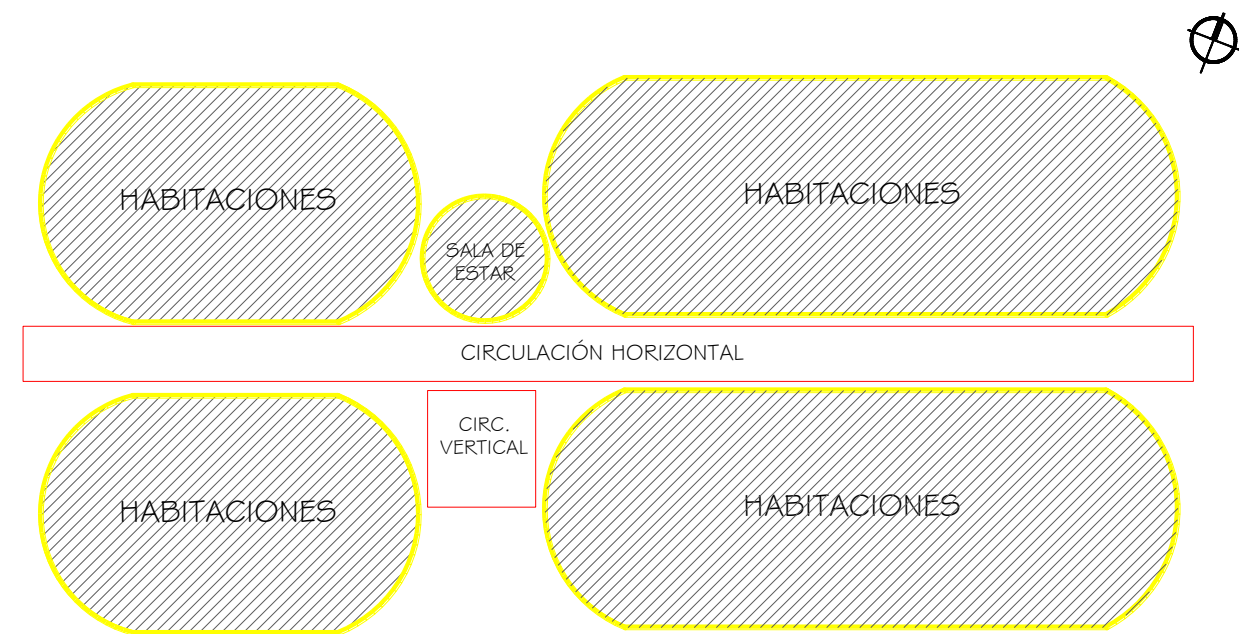 HABITACIONES
HABITACIONES
SALA DE
ESTAR
CIRCULACIÓN HORIZONTAL
CIRC.
VERTICAL
HABITACIONES
HABITACIONES